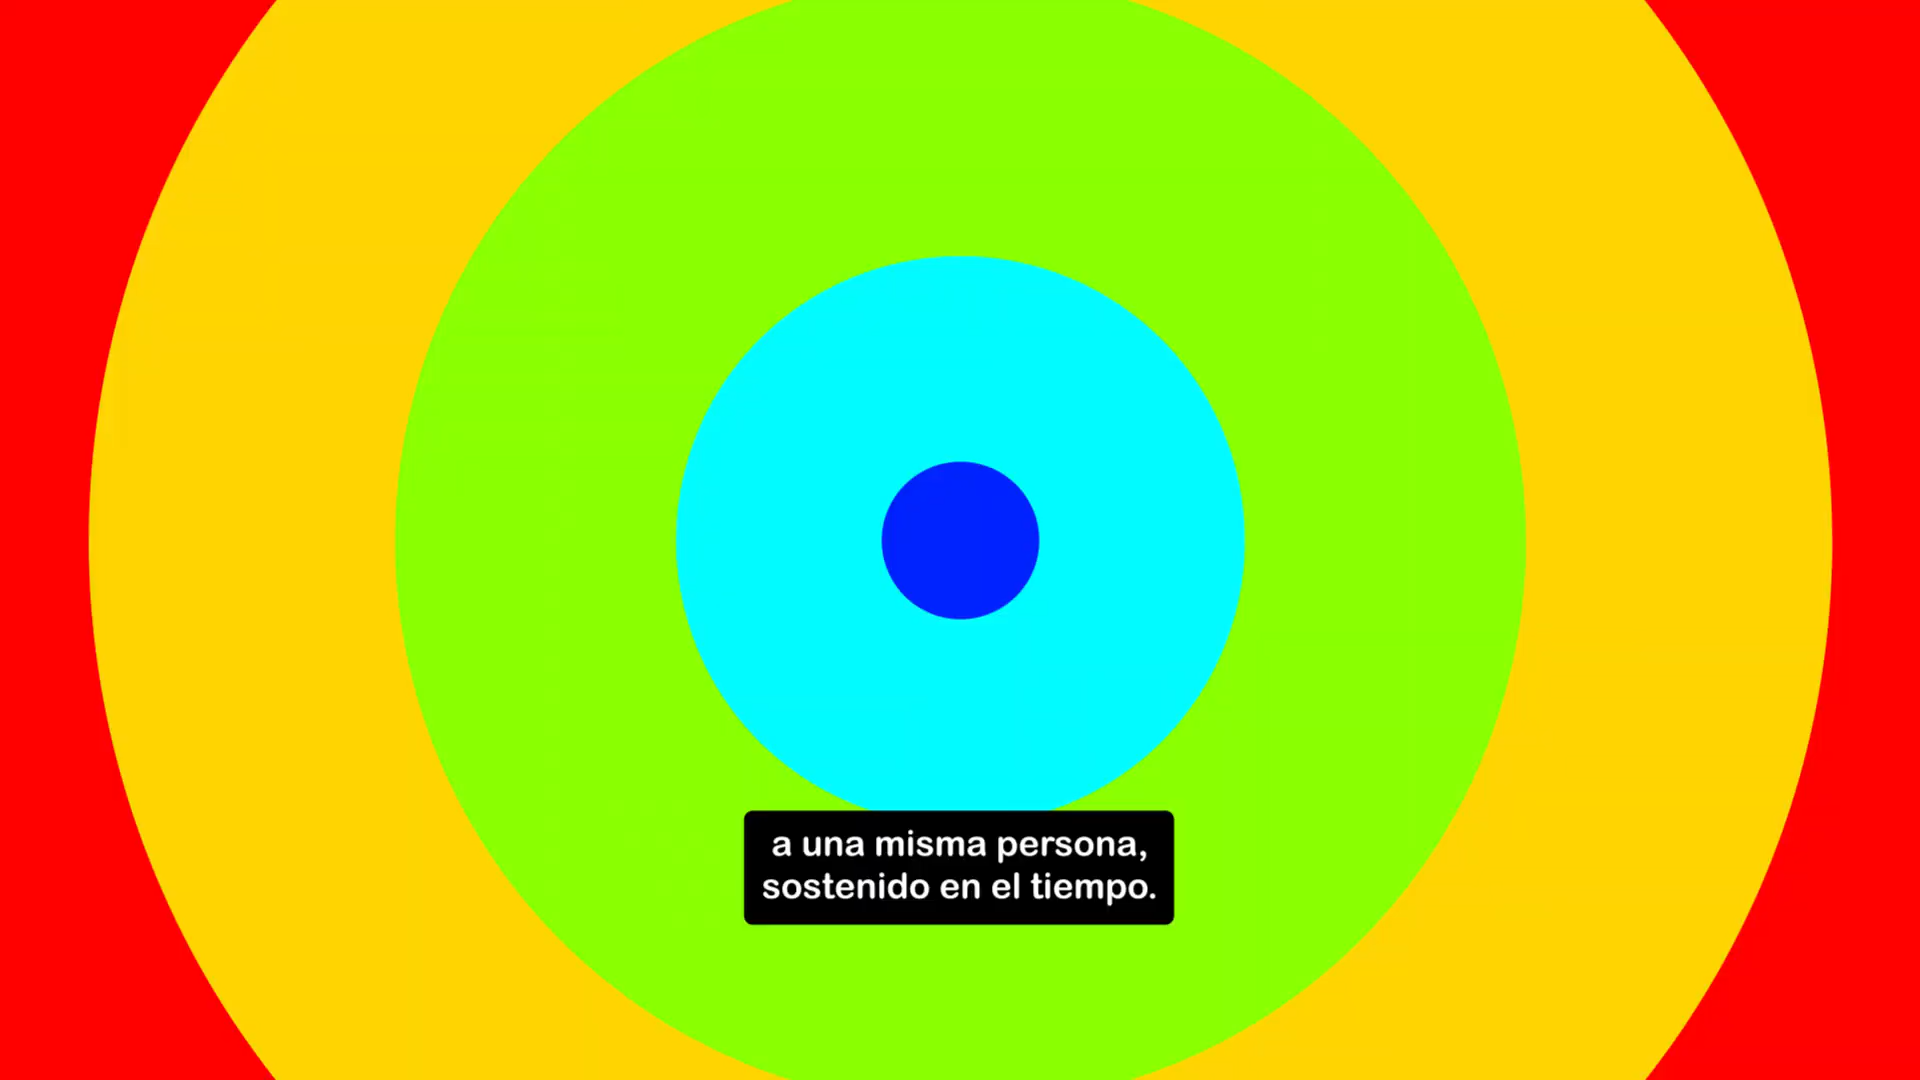 a una misma persona,
sostenido en el tiempo.